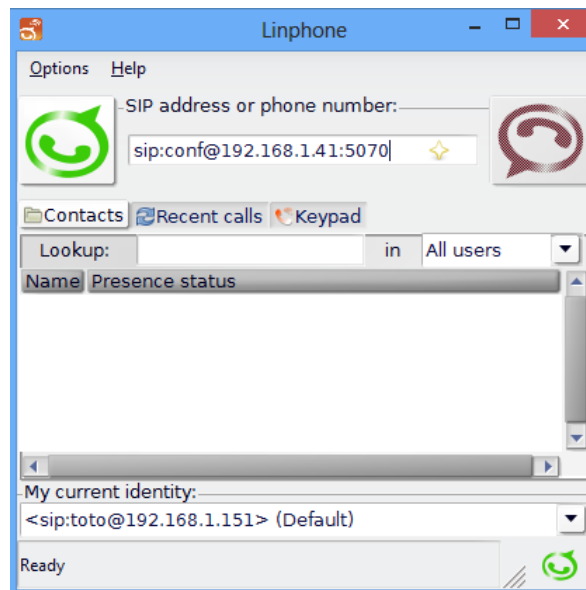 Linphone
Options Help
SIP address or phone number:
sip:conf@192.168.1.41:5070
Contacts Recent calls Keypad
Lookup: in All users
Name Presence status
My current identity:
<sip:toto@192.168.1.151> (Default)
Ready